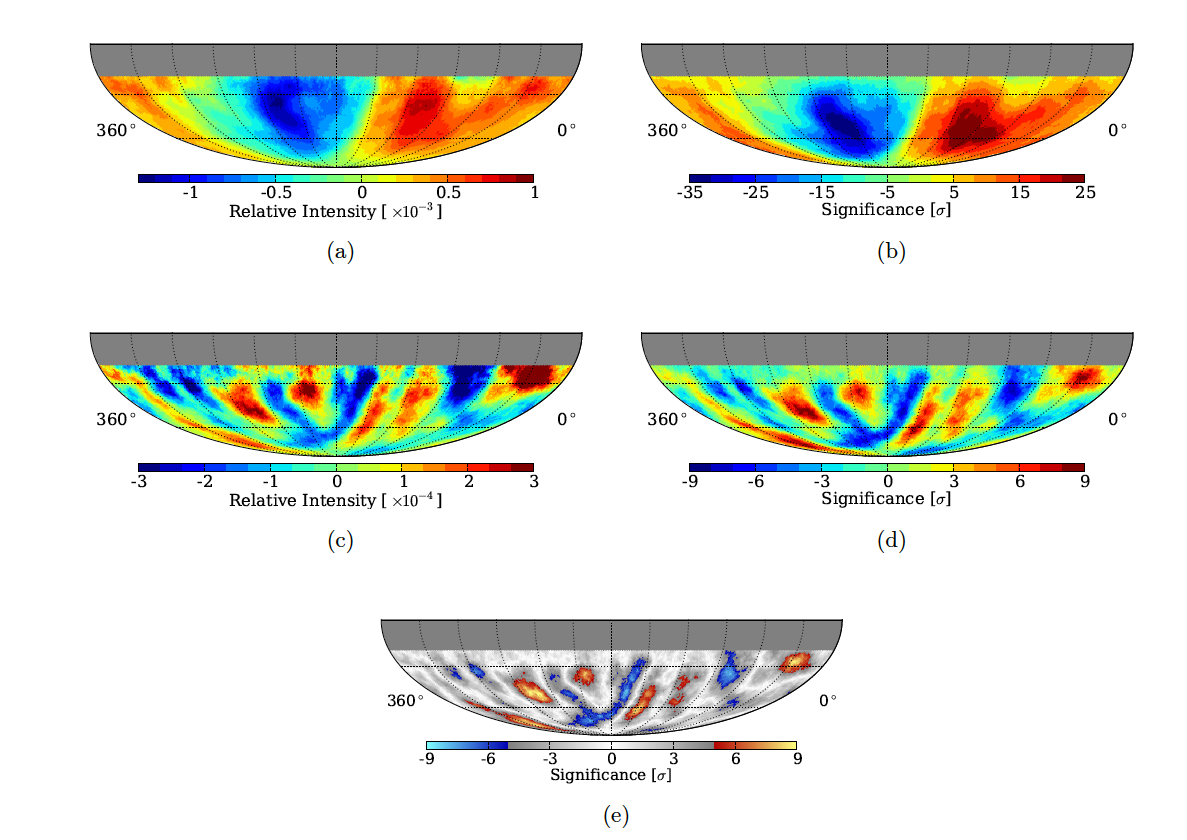 360° 0° 360° 0°
-1 -0.5 0 0.5 1 -35 -25 -15 -5 5 15 25
Relative Intensity [ ×10⁻³ ] Significance [σ]
(a) (b)
360° 0° 360° 0°
-3 -2 -1 0 1 2 3 -9 -6 -3 0 3 6 9
Relative Intensity [ ×10⁻⁴ ] Significance [σ]
(c) (d)
360° 0°
-9 -6 -3 0 3 6 9
Significance [σ]
(e)